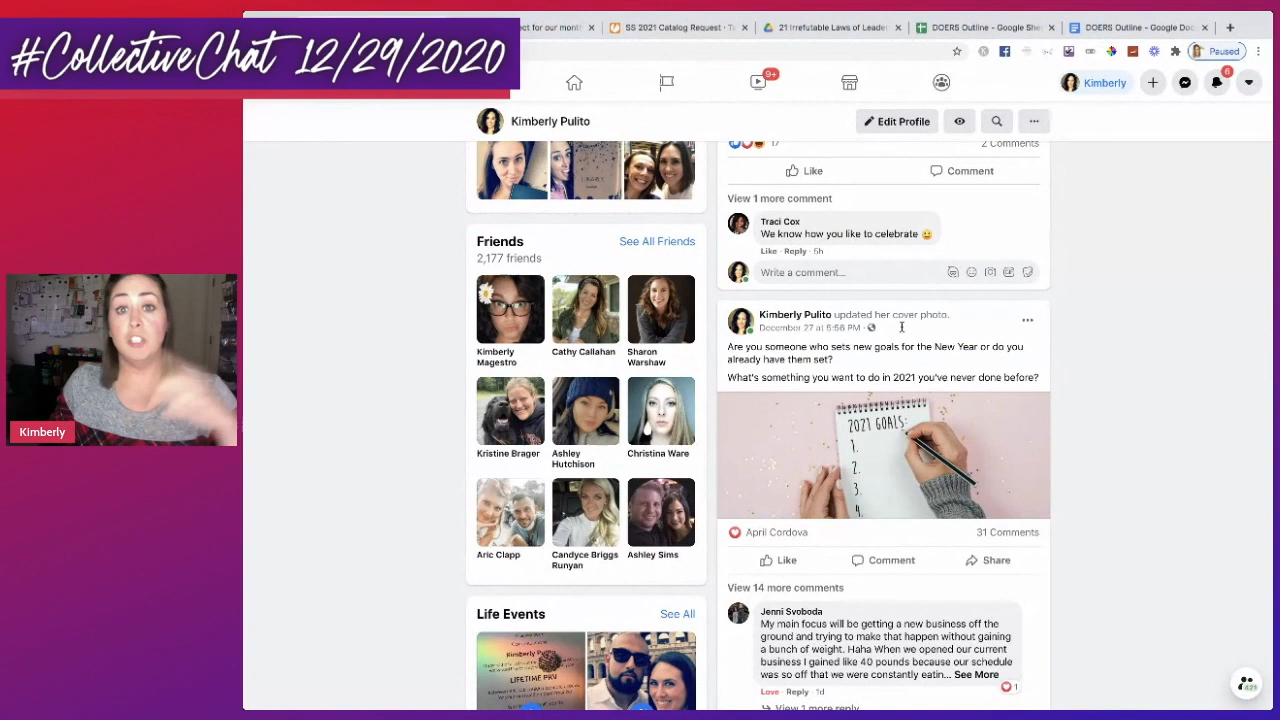 #CollectiveChat 12/29/2020
ect for our month
SS 2021 Catalog Request - T
21 Irrefutable Laws of Leader
DOERS Outline - Google Shee
DOERS Outline - Google Doc
Paused
9+
Kimberly
6
Kimberly Pulito
Edit Profile
17
2 Comments
Like
Comment
View 1 more comment
Traci Cox
We know how you like to celebrate
Like · Reply · 5h
Write a comment...
Friends
See All Friends
2,177 friends
Kimberly Magestro
Cathy Callahan
Sharon Warshaw
Kristine Brager
Ashley Hutchison
Christina Ware
Aric Clapp
Candyce Briggs Runyan
Ashley Sims
Life Events
See All
Kimberly Pulito
LIFETIME PRV
Kimberly Pulito updated her cover photo.
December 27 at 5:56 PM ·
Are you someone who sets new goals for the New Year or do you
already have them set?
What's something you want to do in 2021 you've never done before?
2021 GOALS:
1.
2.
3.
4.
April Cordova
31 Comments
Like
Comment
Share
View 14 more comments
Jenni Svoboda
My main focus will be getting a new business off the
ground and trying to make that happen without gaining
a bunch of weight. Haha When we opened our current
business I gained like 40 pounds because our schedule
was so off that we were constantly eatin... See More
1
Love · Reply · 1d
View 1 more reply
421
Kimberly